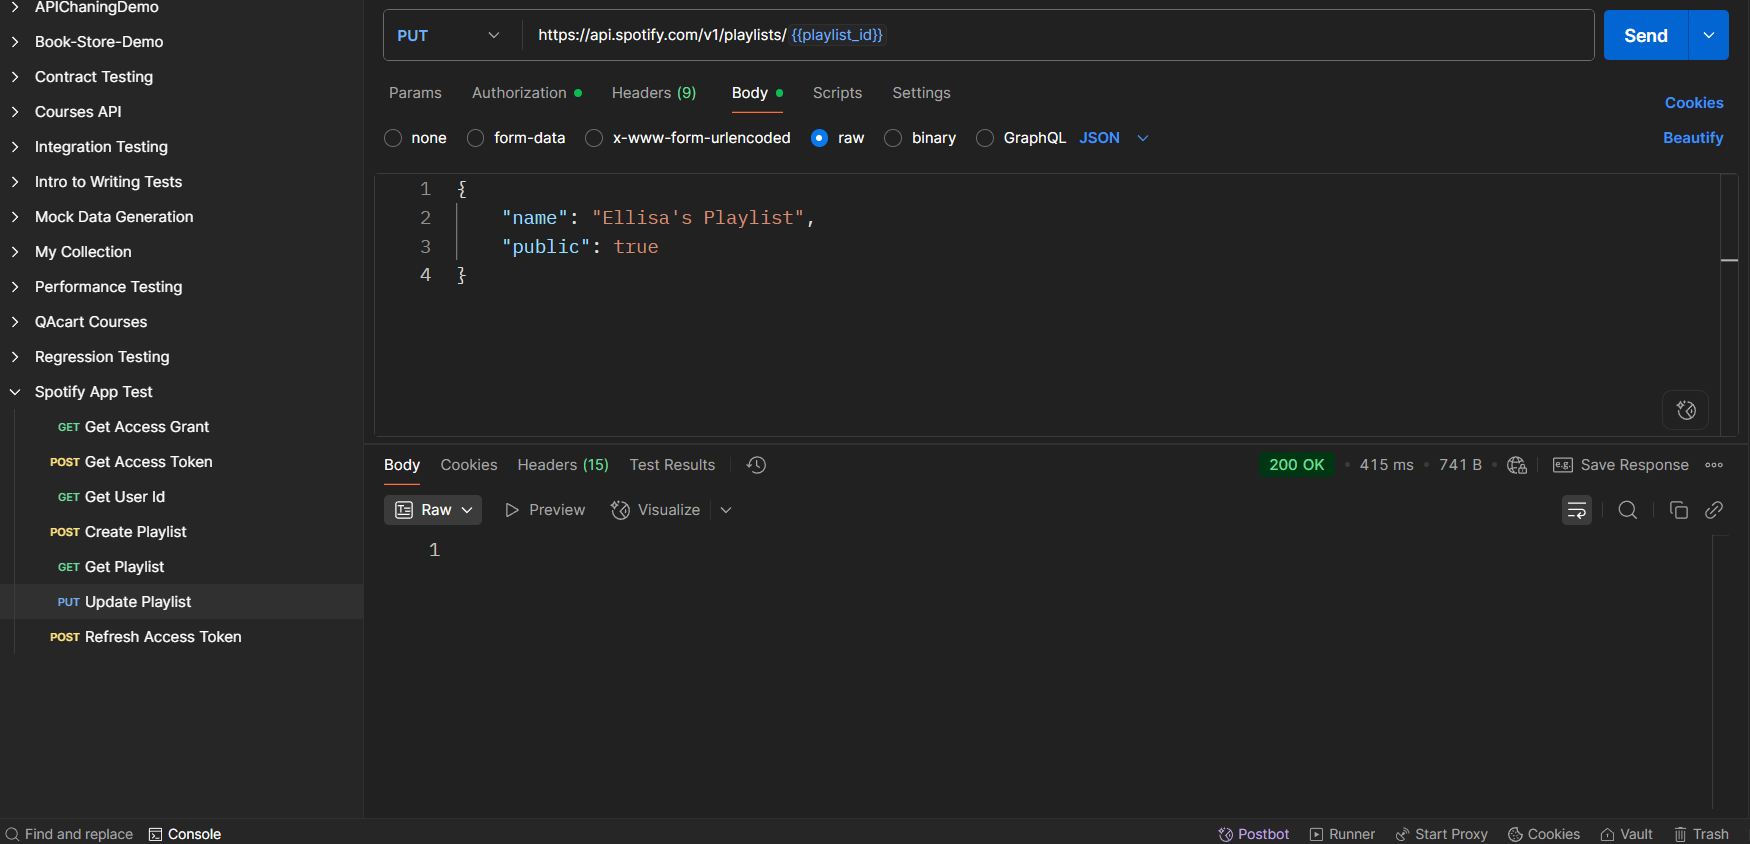 APIChaningDemo
Book-Store-Demo
Contract Testing
Courses API
Integration Testing
Intro to Writing Tests
Mock Data Generation
My Collection
Performance Testing
QAcart Courses
Regression Testing
Spotify App Test
GET Get Access Grant
POST Get Access Token
GET Get User Id
POST Create Playlist
GET Get Playlist
PUT Update Playlist
POST Refresh Access Token
PUT https://api.spotify.com/v1/playlists/ {{playlist_id}} Send
Params Authorization Headers (9) Body Scripts Settings Cookies
none form-data x-www-form-urlencoded raw binary GraphQL JSON Beautify
1 {
2 "name": "Ellisa's Playlist",
3 "public": true
4 }
Body Cookies Headers (15) Test Results 200 OK • 415 ms • 741 B • e.g. Save Response
Raw Preview Visualize
1
Find and replace Console Postbot Runner Start Proxy Cookies Vault Trash